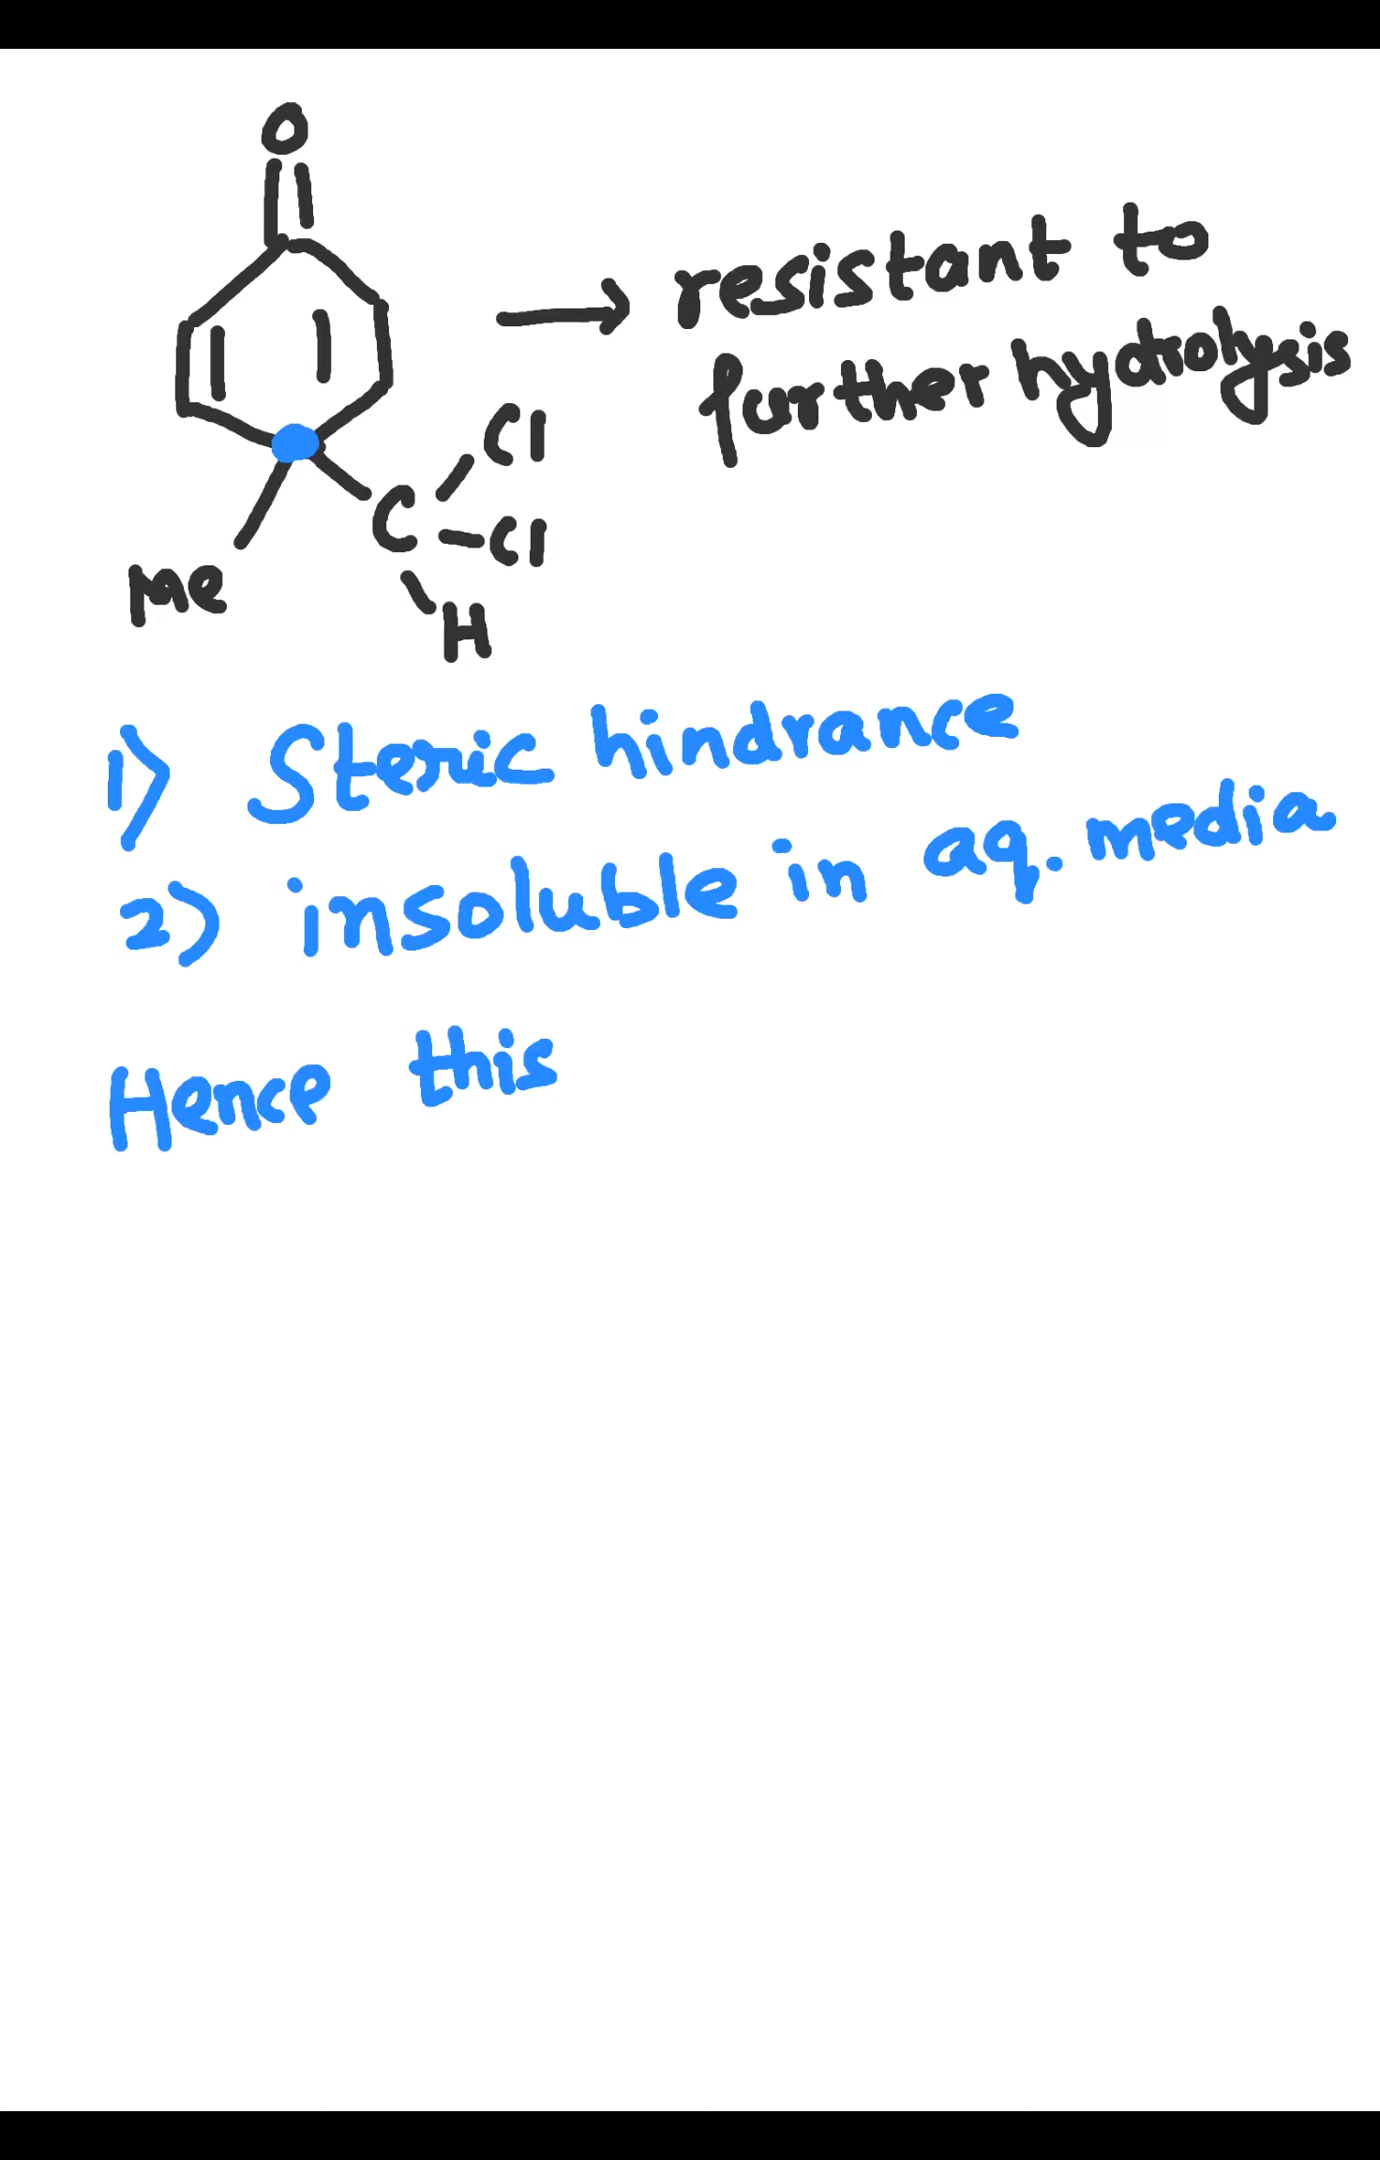 O
resistant to
further hydrolysis
Cl
C - Cl
Me
H
1) Steric hindrance
2) insoluble in aq. media
Hence this